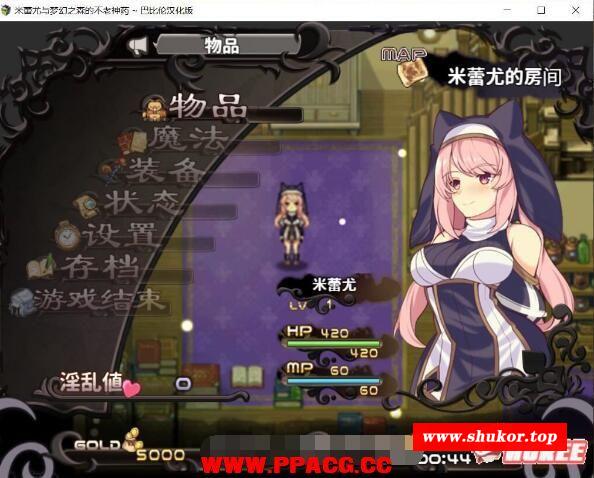 米蕾尤与梦幻之森的不老神药 ~ 巴比伦汉化版
物品
MAP
米蕾尤的房间
物品
魔法
装备
状态
设置
存档
游戏结束
米蕾尤
LV 1
HP 420
420
MP 60
60
淫乱値 0
GOLD 5000
www.shukor.top
WWW.PPACG.CC